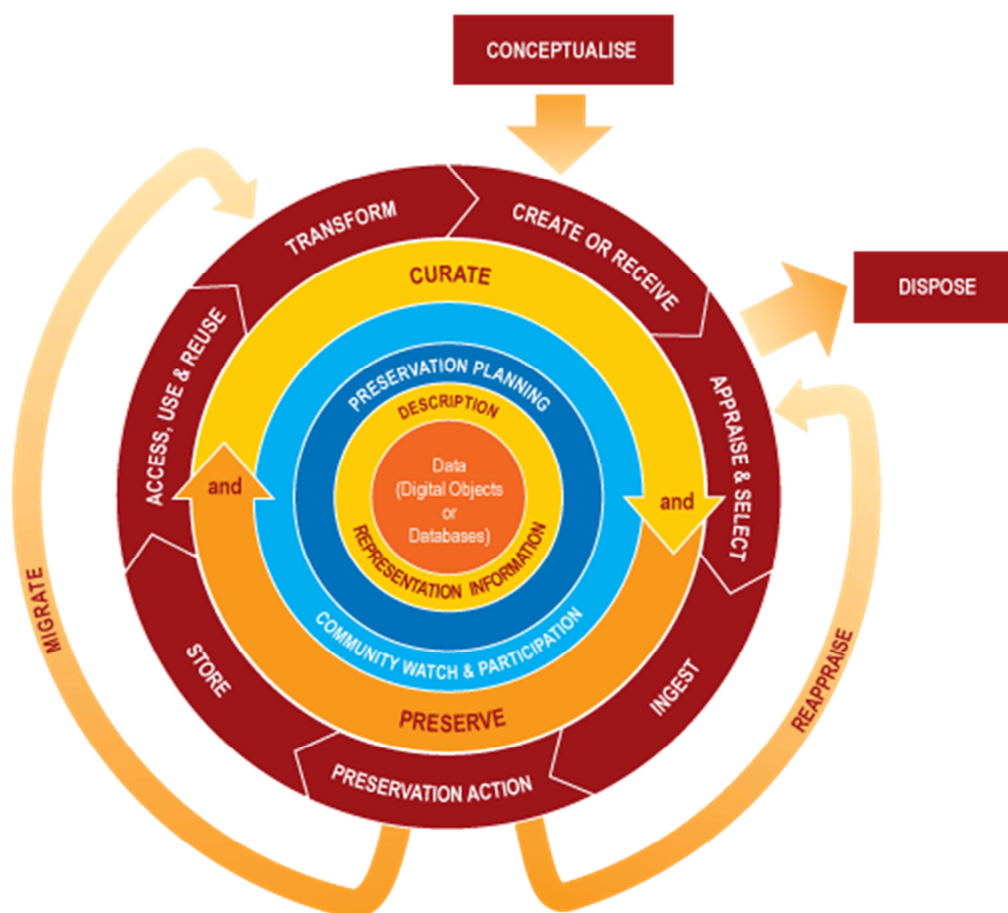 CONCEPTUALISE
TRANSFORM
CREATE OR RECEIVE
CURATE
DISPOSE
ACCESS, USE & REUSE
PRESERVATION PLANNING
DESCRIPTION
APPRAISE & SELECT
Data
(Digital Objects
or
Databases)
and
and
REPRESENTATION INFORMATION
COMMUNITY WATCH & PARTICIPATION
MIGRATE
STORE
PRESERVE
INGEST
REAPPRAISE
PRESERVATION ACTION